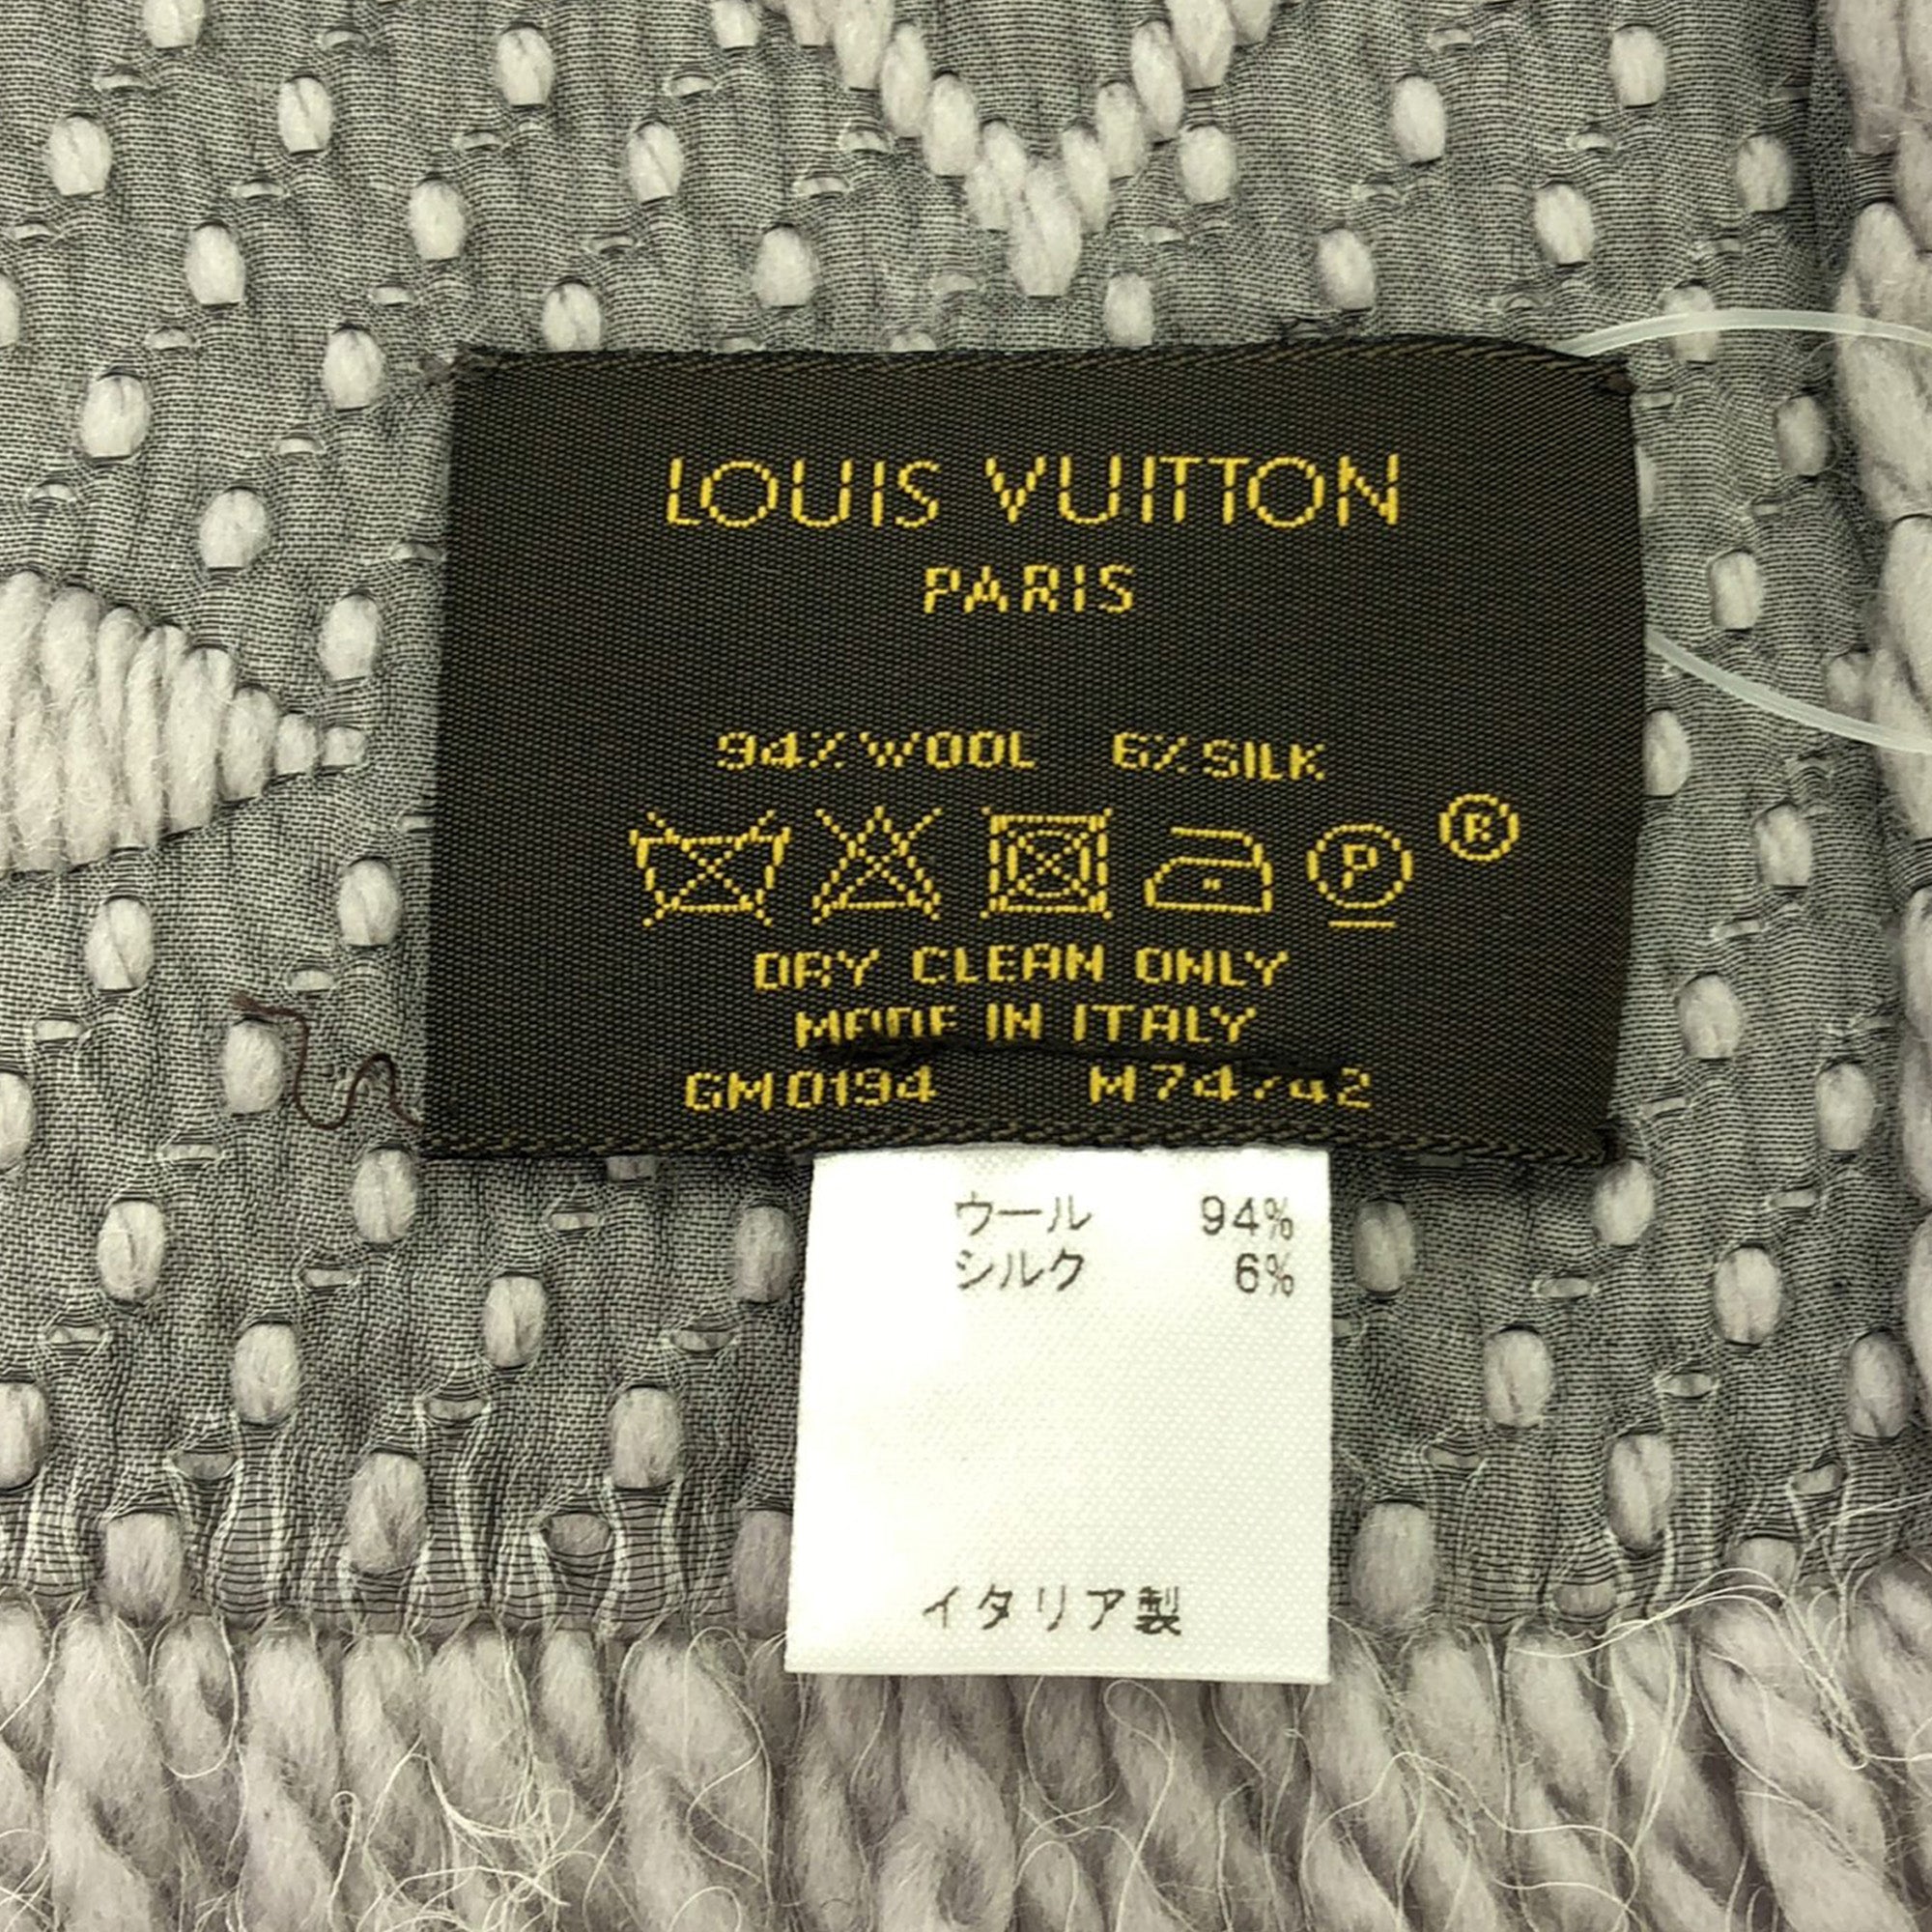 LOUIS VUITTON
PARIS
94% WOOL 6% SILK
P ®
DRY CLEAN ONLY
MADE IN ITALY
GM0194
ウール 94%
シルク 6%
イタリア製